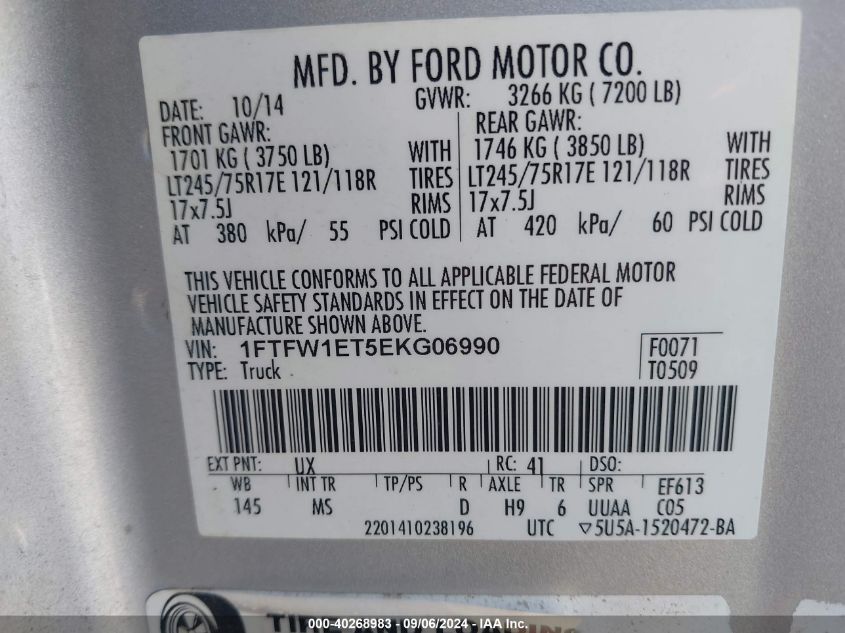 MFD. BY FORD MOTOR CO.
DATE: 10/14 GVWR: 3266 KG ( 7200 LB)
FRONT GAWR: REAR GAWR:
1701 KG ( 3750 LB) WITH 1746 KG ( 3850 LB) WITH
LT245/75R17E 121/118R TIRES LT245/75R17E 121/118R TIRES
17x7.5J RIMS 17x7.5J RIMS
AT 380 kPa/ 55 PSI COLD AT 420 kPa/ 60 PSI COLD
THIS VEHICLE CONFORMS TO ALL APPLICABLE FEDERAL MOTOR
VEHICLE SAFETY STANDARDS IN EFFECT ON THE DATE OF
MANUFACTURE SHOWN ABOVE.
VIN: 1FTFW1ET5EKG06990 F0071
TYPE: Truck T0509
EXT PNT: UX RC: 41 DSO:
WB INT TR TP/PS R AXLE TR SPR EF613
145 MS D H9 6 UUAA C05
2201410238196 UTC ▽5U5A-1520472-BA
TIRE AND LOADING
000-40268983 - 09/06/2024 - IAA Inc.